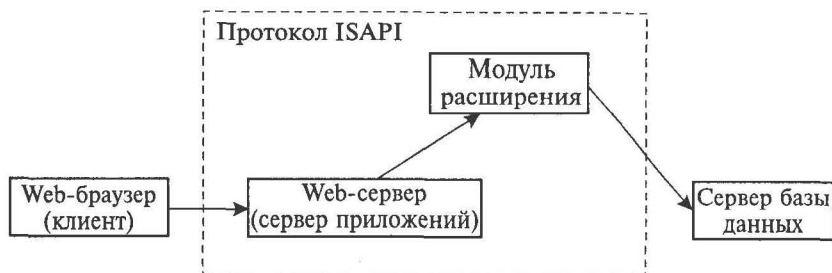 Протокол ISAPI
Модуль
расширения
Web-браузер
(клиент)
Web-сервер
(сервер приложений)
Сервер базы
данных